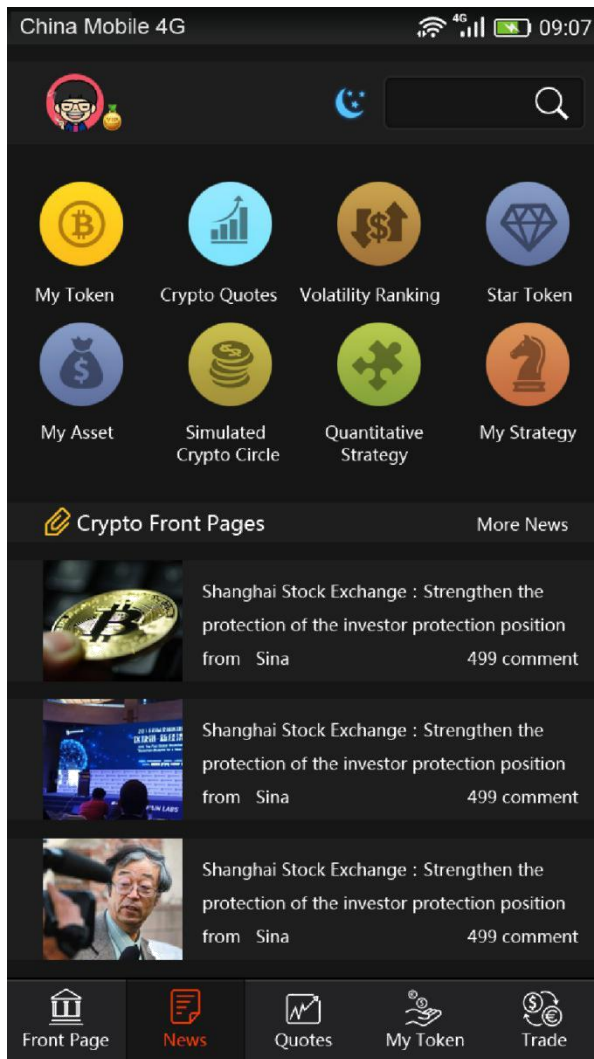 China Mobile 4G
4G
09:07
My Token
Crypto Quotes
Volatility Ranking
Star Token
My Asset
Simulated
Crypto Circle
Quantitative
Strategy
My Strategy
Crypto Front Pages
More News
Shanghai Stock Exchange : Strengthen the
protection of the investor protection position
from Sina
499 comment
Shanghai Stock Exchange : Strengthen the
protection of the investor protection position
from Sina
499 comment
Shanghai Stock Exchange : Strengthen the
protection of the investor protection position
from Sina
499 comment
Front Page
News
Quotes
My Token
Trade